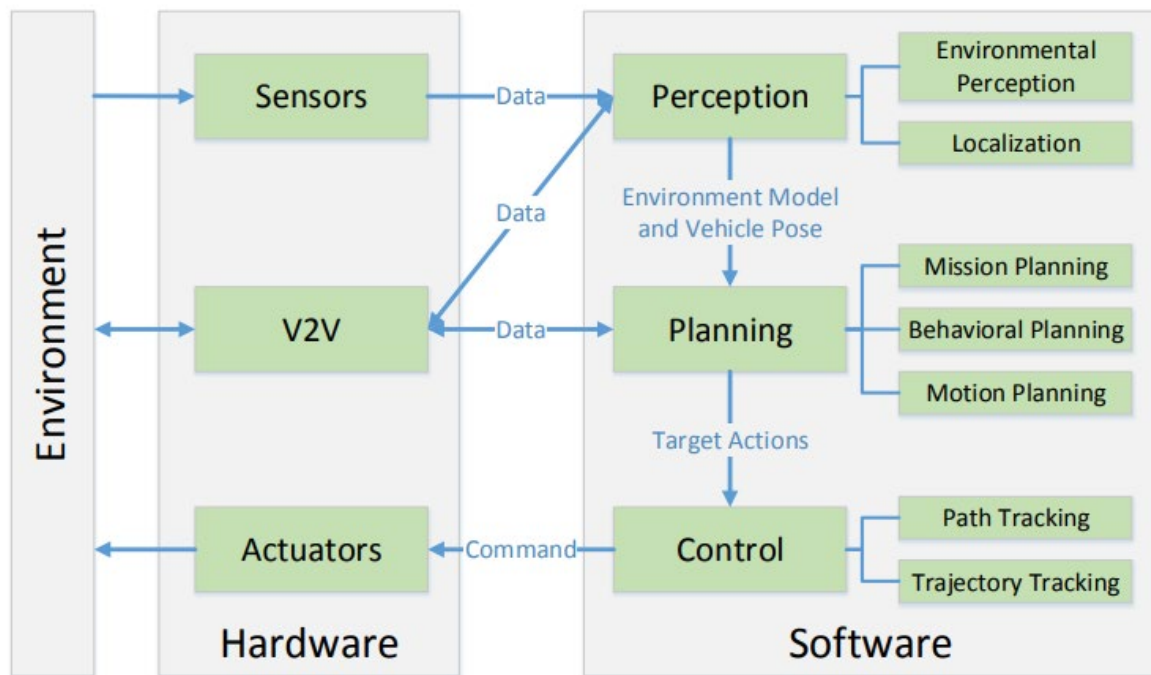 Environment
Sensors
Data
Perception
Environmental
Perception
Localization
Data
Environment Model
and Vehicle Pose
V2V
Data
Planning
Mission Planning
Behavioral Planning
Motion Planning
Target Actions
Actuators
Command
Control
Path Tracking
Trajectory Tracking
Hardware
Software